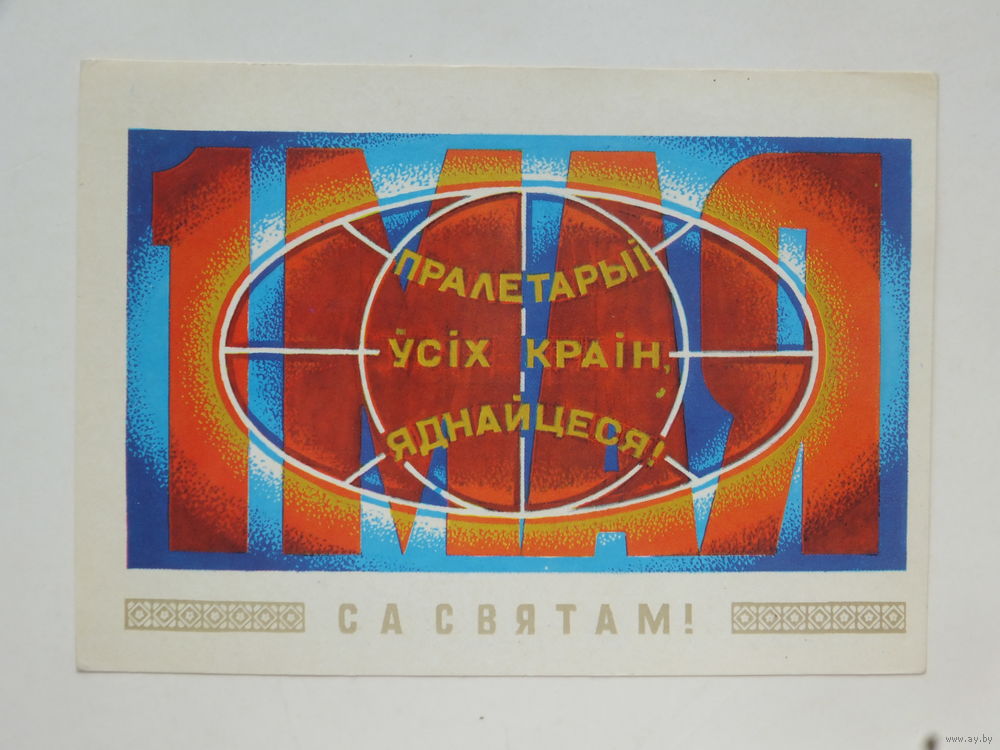 1 МАЯ
ПРАЛЕТАРЫІ
ЎСІХ КРАІН,
ЯДНАЙЦЕСЯ!
СА СВЯТАМ!
www.ay.by